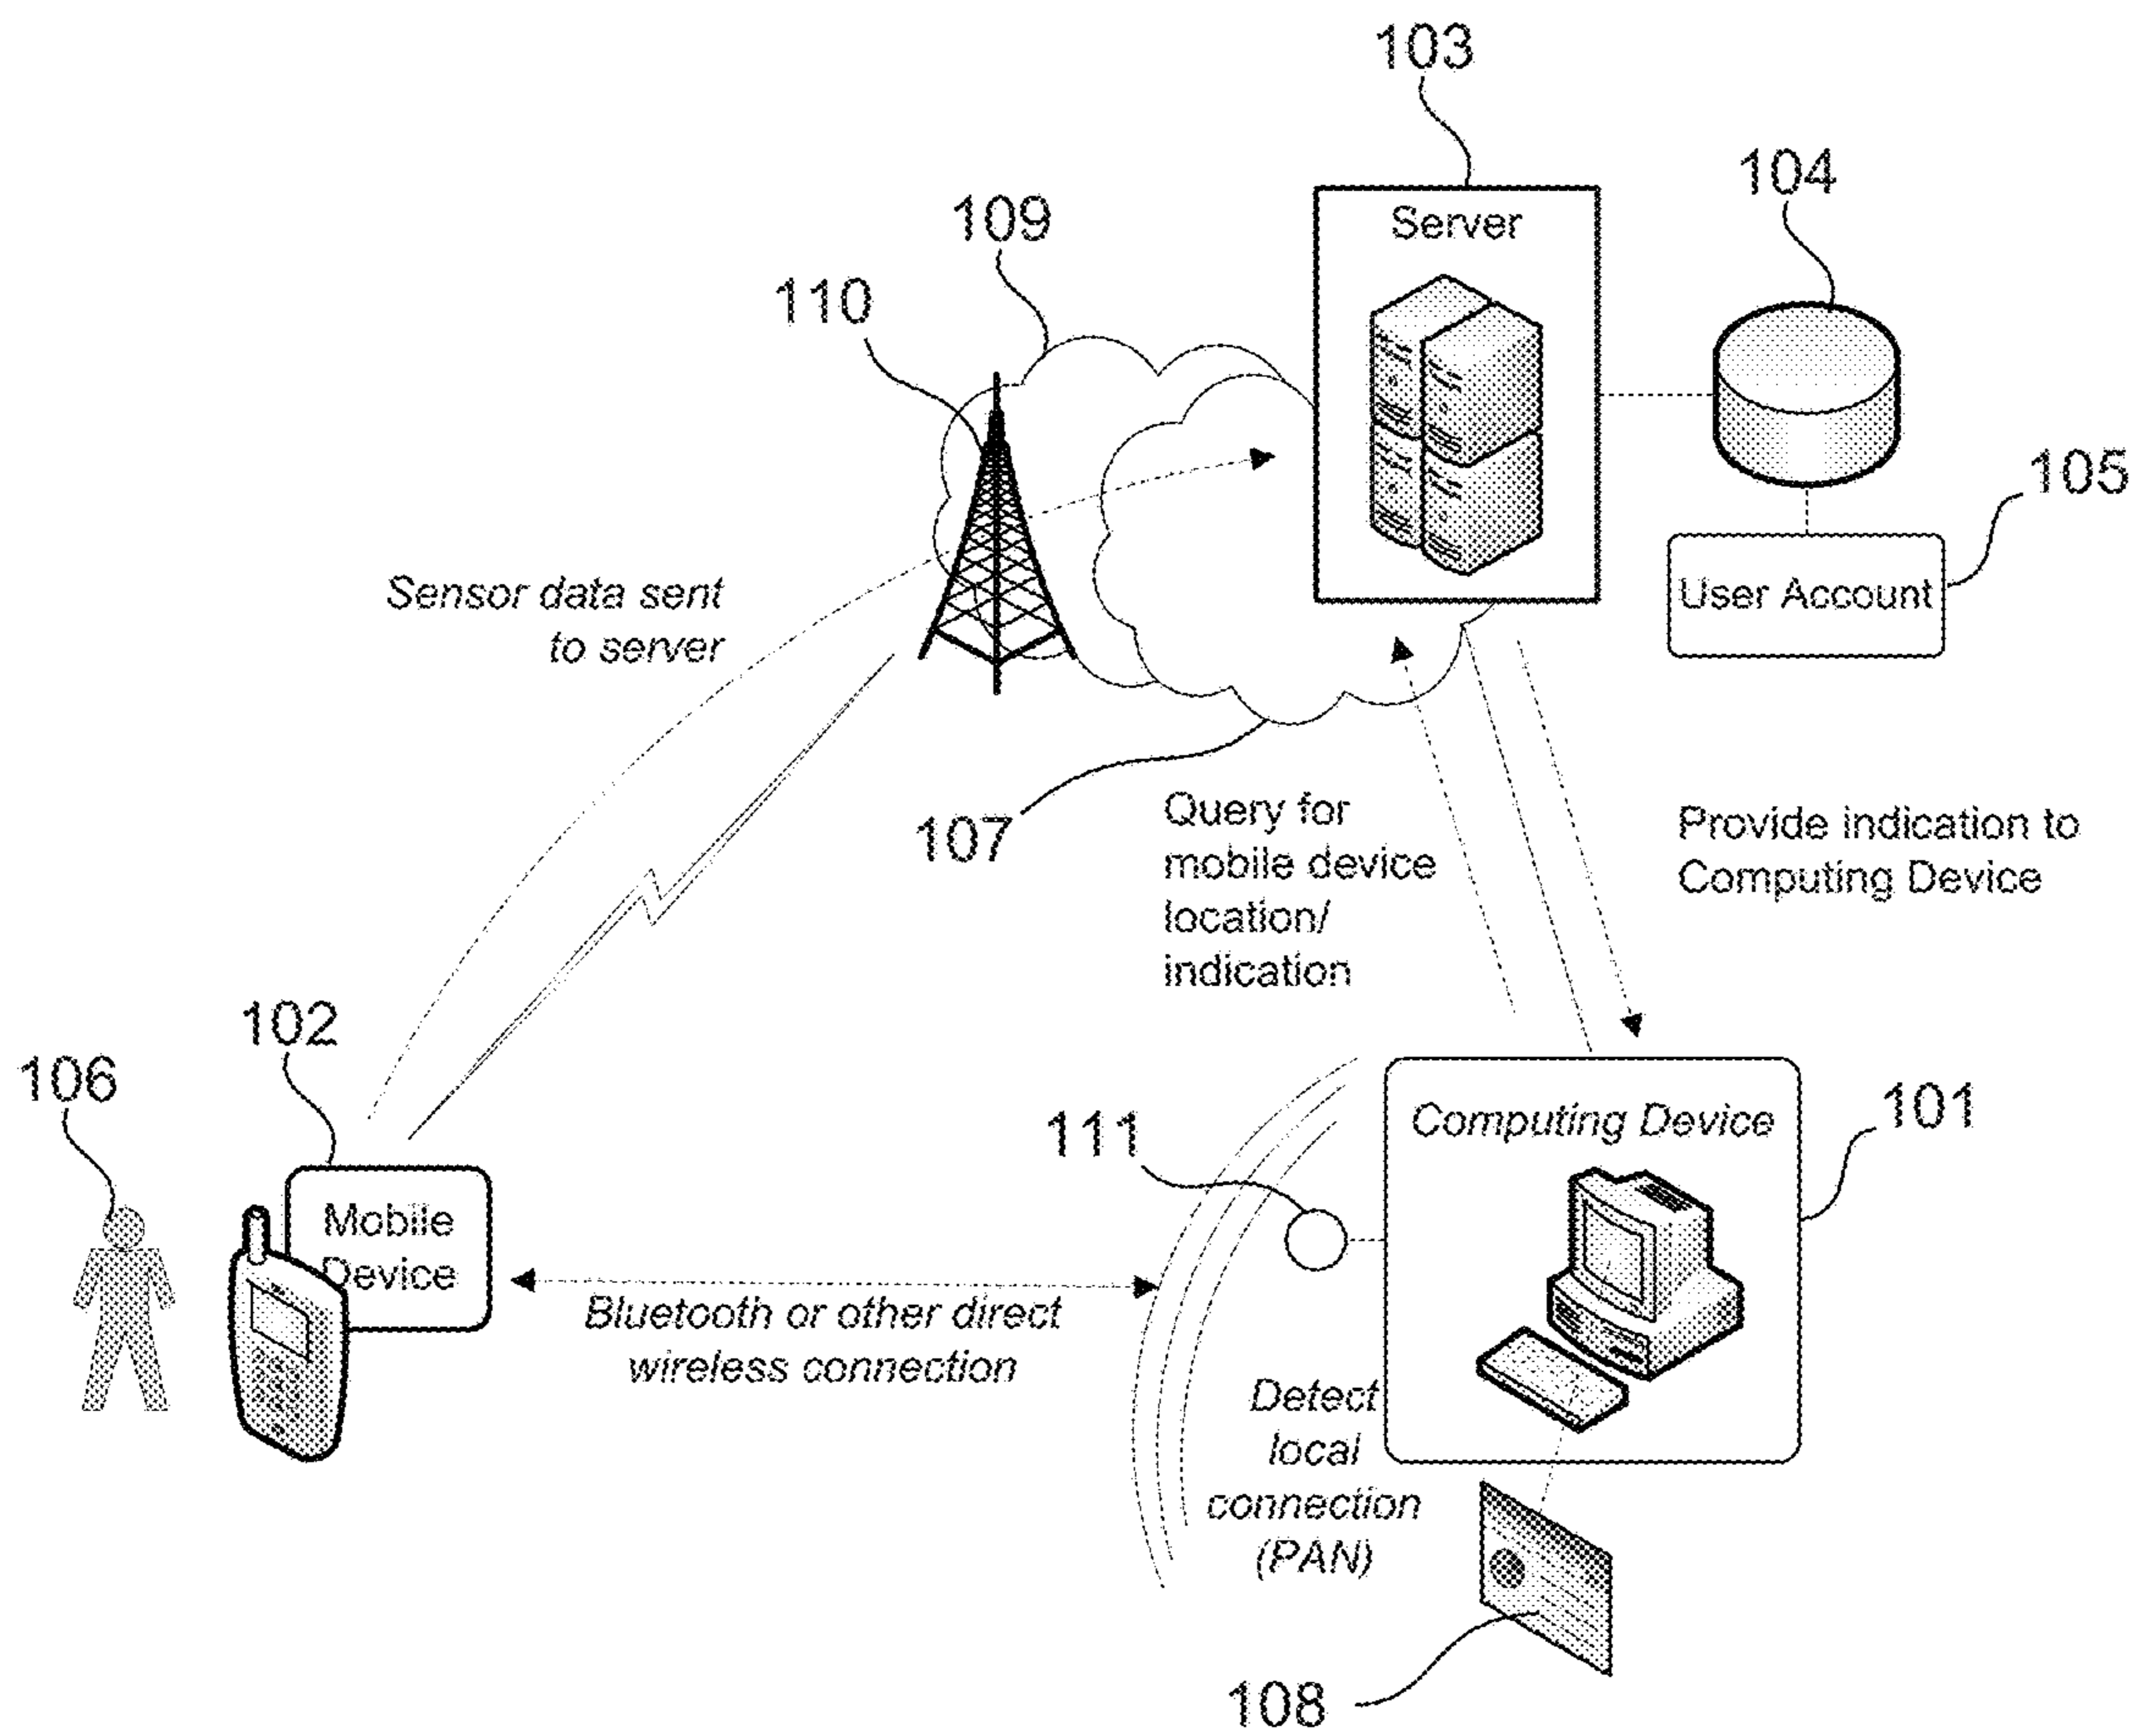 103
Server
104
109
110
105
User Account
Sensor data sent
to server
107
Query for
mobile device
location/
indication
Provide indication to
Computing Device
102
106
Mobile
Device
111
Computing Device
101
Bluetooth or other direct
wireless connection
Detect
local
connection
(PAN)
108